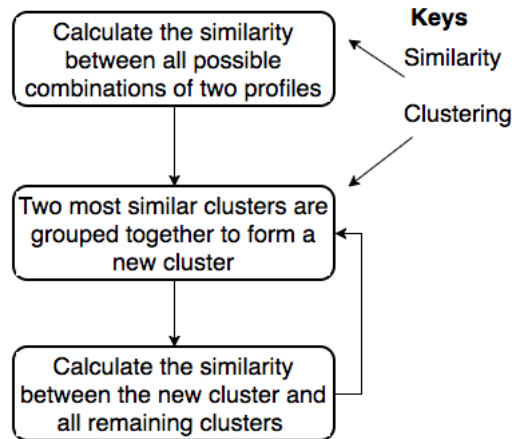 Calculate the similarity
between all possible
combinations of two profiles
Keys
Similarity
Clustering
Two most similar clusters are
grouped together to form a
new cluster
Calculate the similarity
between the new cluster and
all remaining clusters